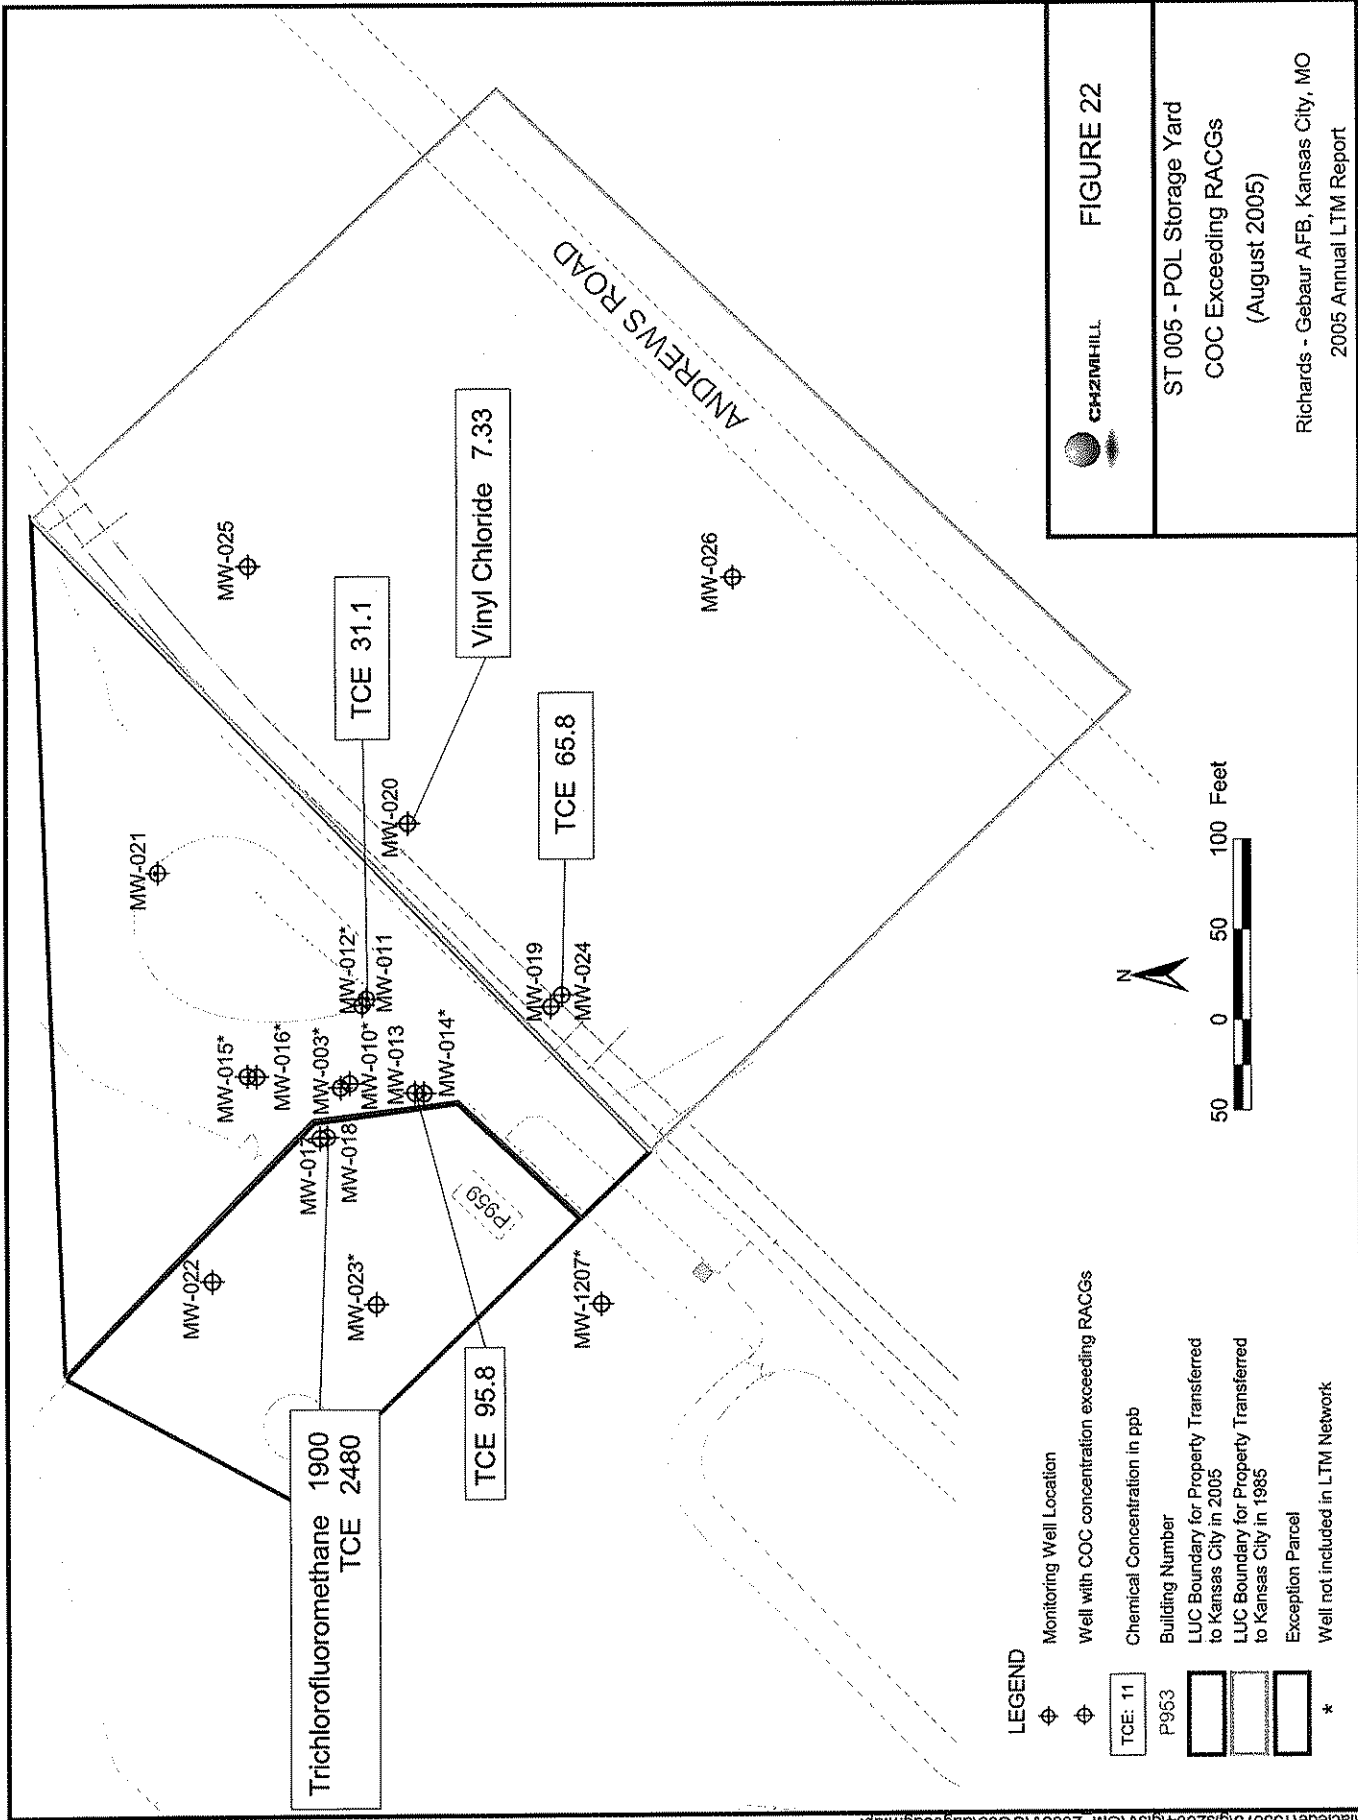 MW-025
MW-021
MW-015*
MW-016*
MW-003*
MW-010*
MW-012*
MW-011
MW-013
MW-014*
MW-017
MW-018
MW-022
MW-023*
MW-020
MW-019
MW-024
MW-026
MW-1207*
P959
ANDREWS ROAD
TCE 31.1
Vinyl Chloride 7.33
TCE 65.8
TCE 95.8
Trichlorofluoromethane 1900
TCE 2480
N
50 0 50 100 Feet
LEGEND
Monitoring Well Location
Well with COC concentration exceeding RACGs
TCE: 11 Chemical Concentration in ppb
P953 Building Number
LUC Boundary for Property Transferred
to Kansas City in 2005
LUC Boundary for Property Transferred
to Kansas City in 1985
Exception Parcel
* Well not included in LTM Network
CH2MHILL
FIGURE 22
ST 005 - POL Storage Yard
COC Exceeding RACGs
(August 2005)
Richards - Gebaur AFB, Kansas City, MO
2005 Annual LTM Report